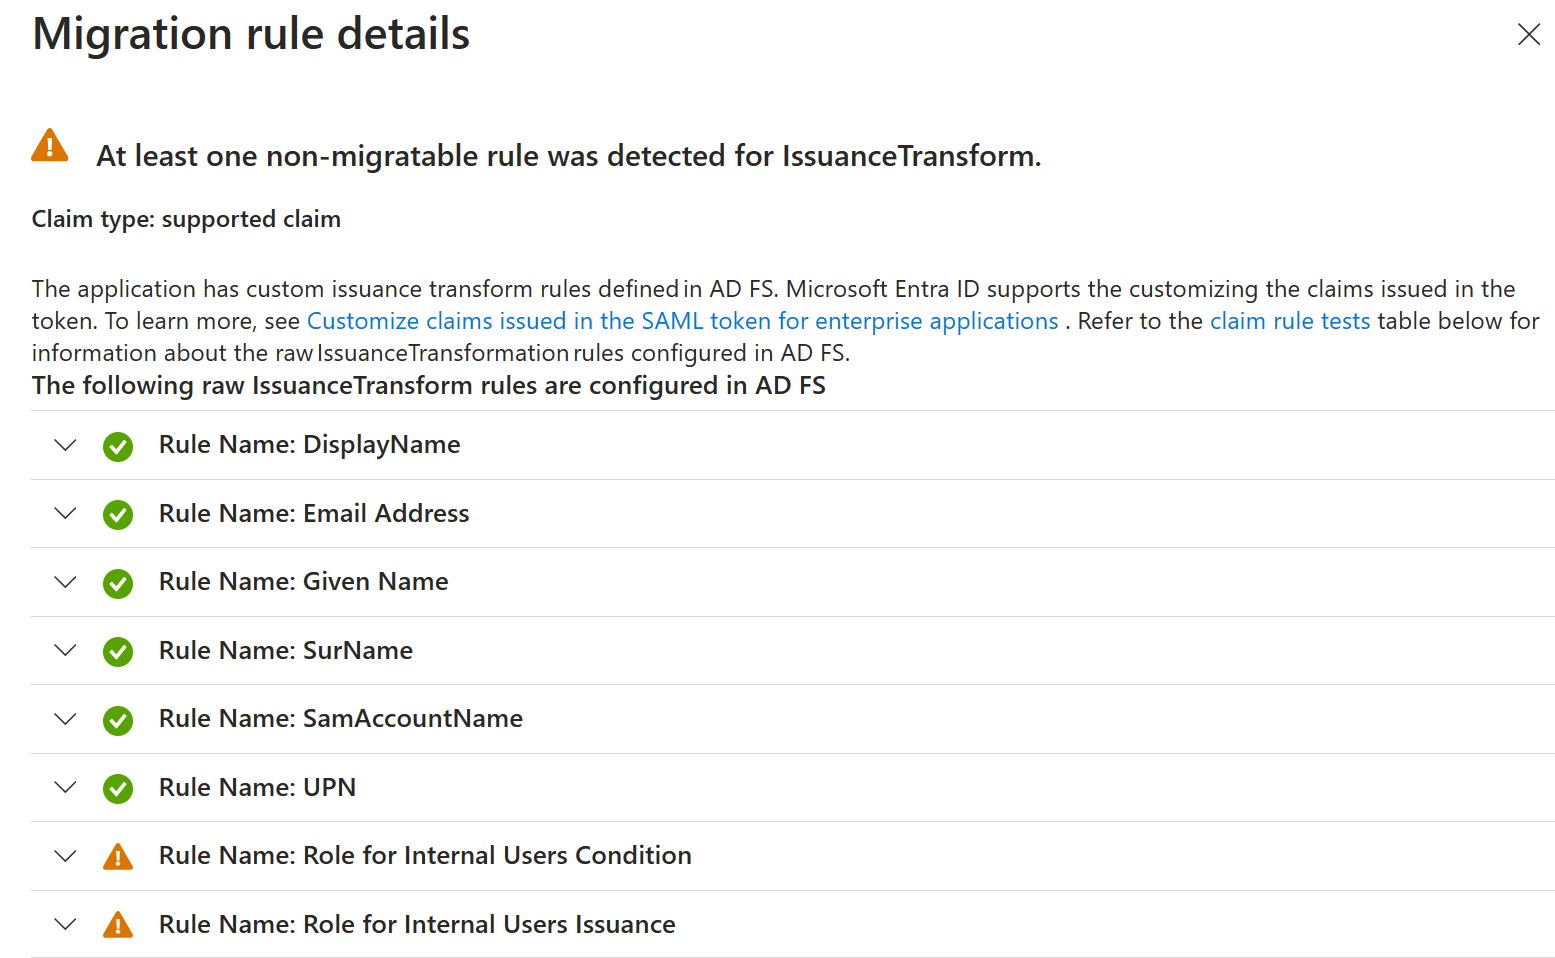 Migration rule details
At least one non-migratable rule was detected for IssuanceTransform.
Claim type: supported claim
The application has custom issuance transform rules defined in AD FS. Microsoft Entra ID supports the customizing the claims issued in the
token. To learn more, see Customize claims issued in the SAML token for enterprise applications . Refer to the claim rule tests table below for
information about the raw IssuanceTransformation rules configured in AD FS.
The following raw IssuanceTransform rules are configured in AD FS
Rule Name: DisplayName
Rule Name: Email Address
Rule Name: Given Name
Rule Name: SurName
Rule Name: SamAccountName
Rule Name: UPN
Rule Name: Role for Internal Users Condition
Rule Name: Role for Internal Users Issuance